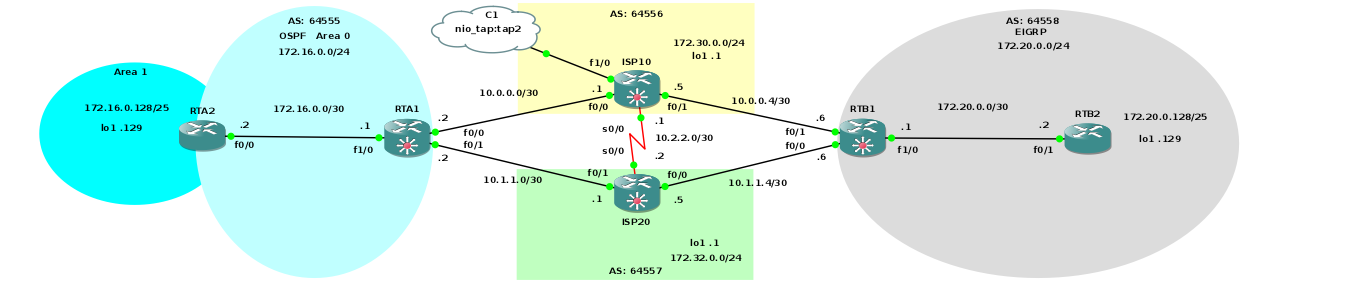 Area 1
172.16.0.128/25
lo1 .129
RTA2
.2
f0/0
AS: 64555
OSPF Area 0
172.16.0.0/24
172.16.0.0/30
.1
f1/0
RTA1
.2
f0/0
f0/1
.2
10.0.0.0/30
10.1.1.0/30
C1
nio_tap:tap2
AS: 64556
172.30.0.0/24
lo1 .1
f1/0
ISP10
.1
f0/0
.5
f0/1
.1
s0/0
10.2.2.0/30
s0/0
.2
f0/1
.1
f0/0
.5
ISP20
lo1 .1
172.32.0.0/24
AS: 64557
10.0.0.4/30
10.1.1.4/30
AS: 64558
EIGRP
172.20.0.0/24
.6
f0/1
f0/0
.6
RTB1
.1
f1/0
172.20.0.0/30
.2
f0/1
RTB2
172.20.0.128/25
lo1 .129